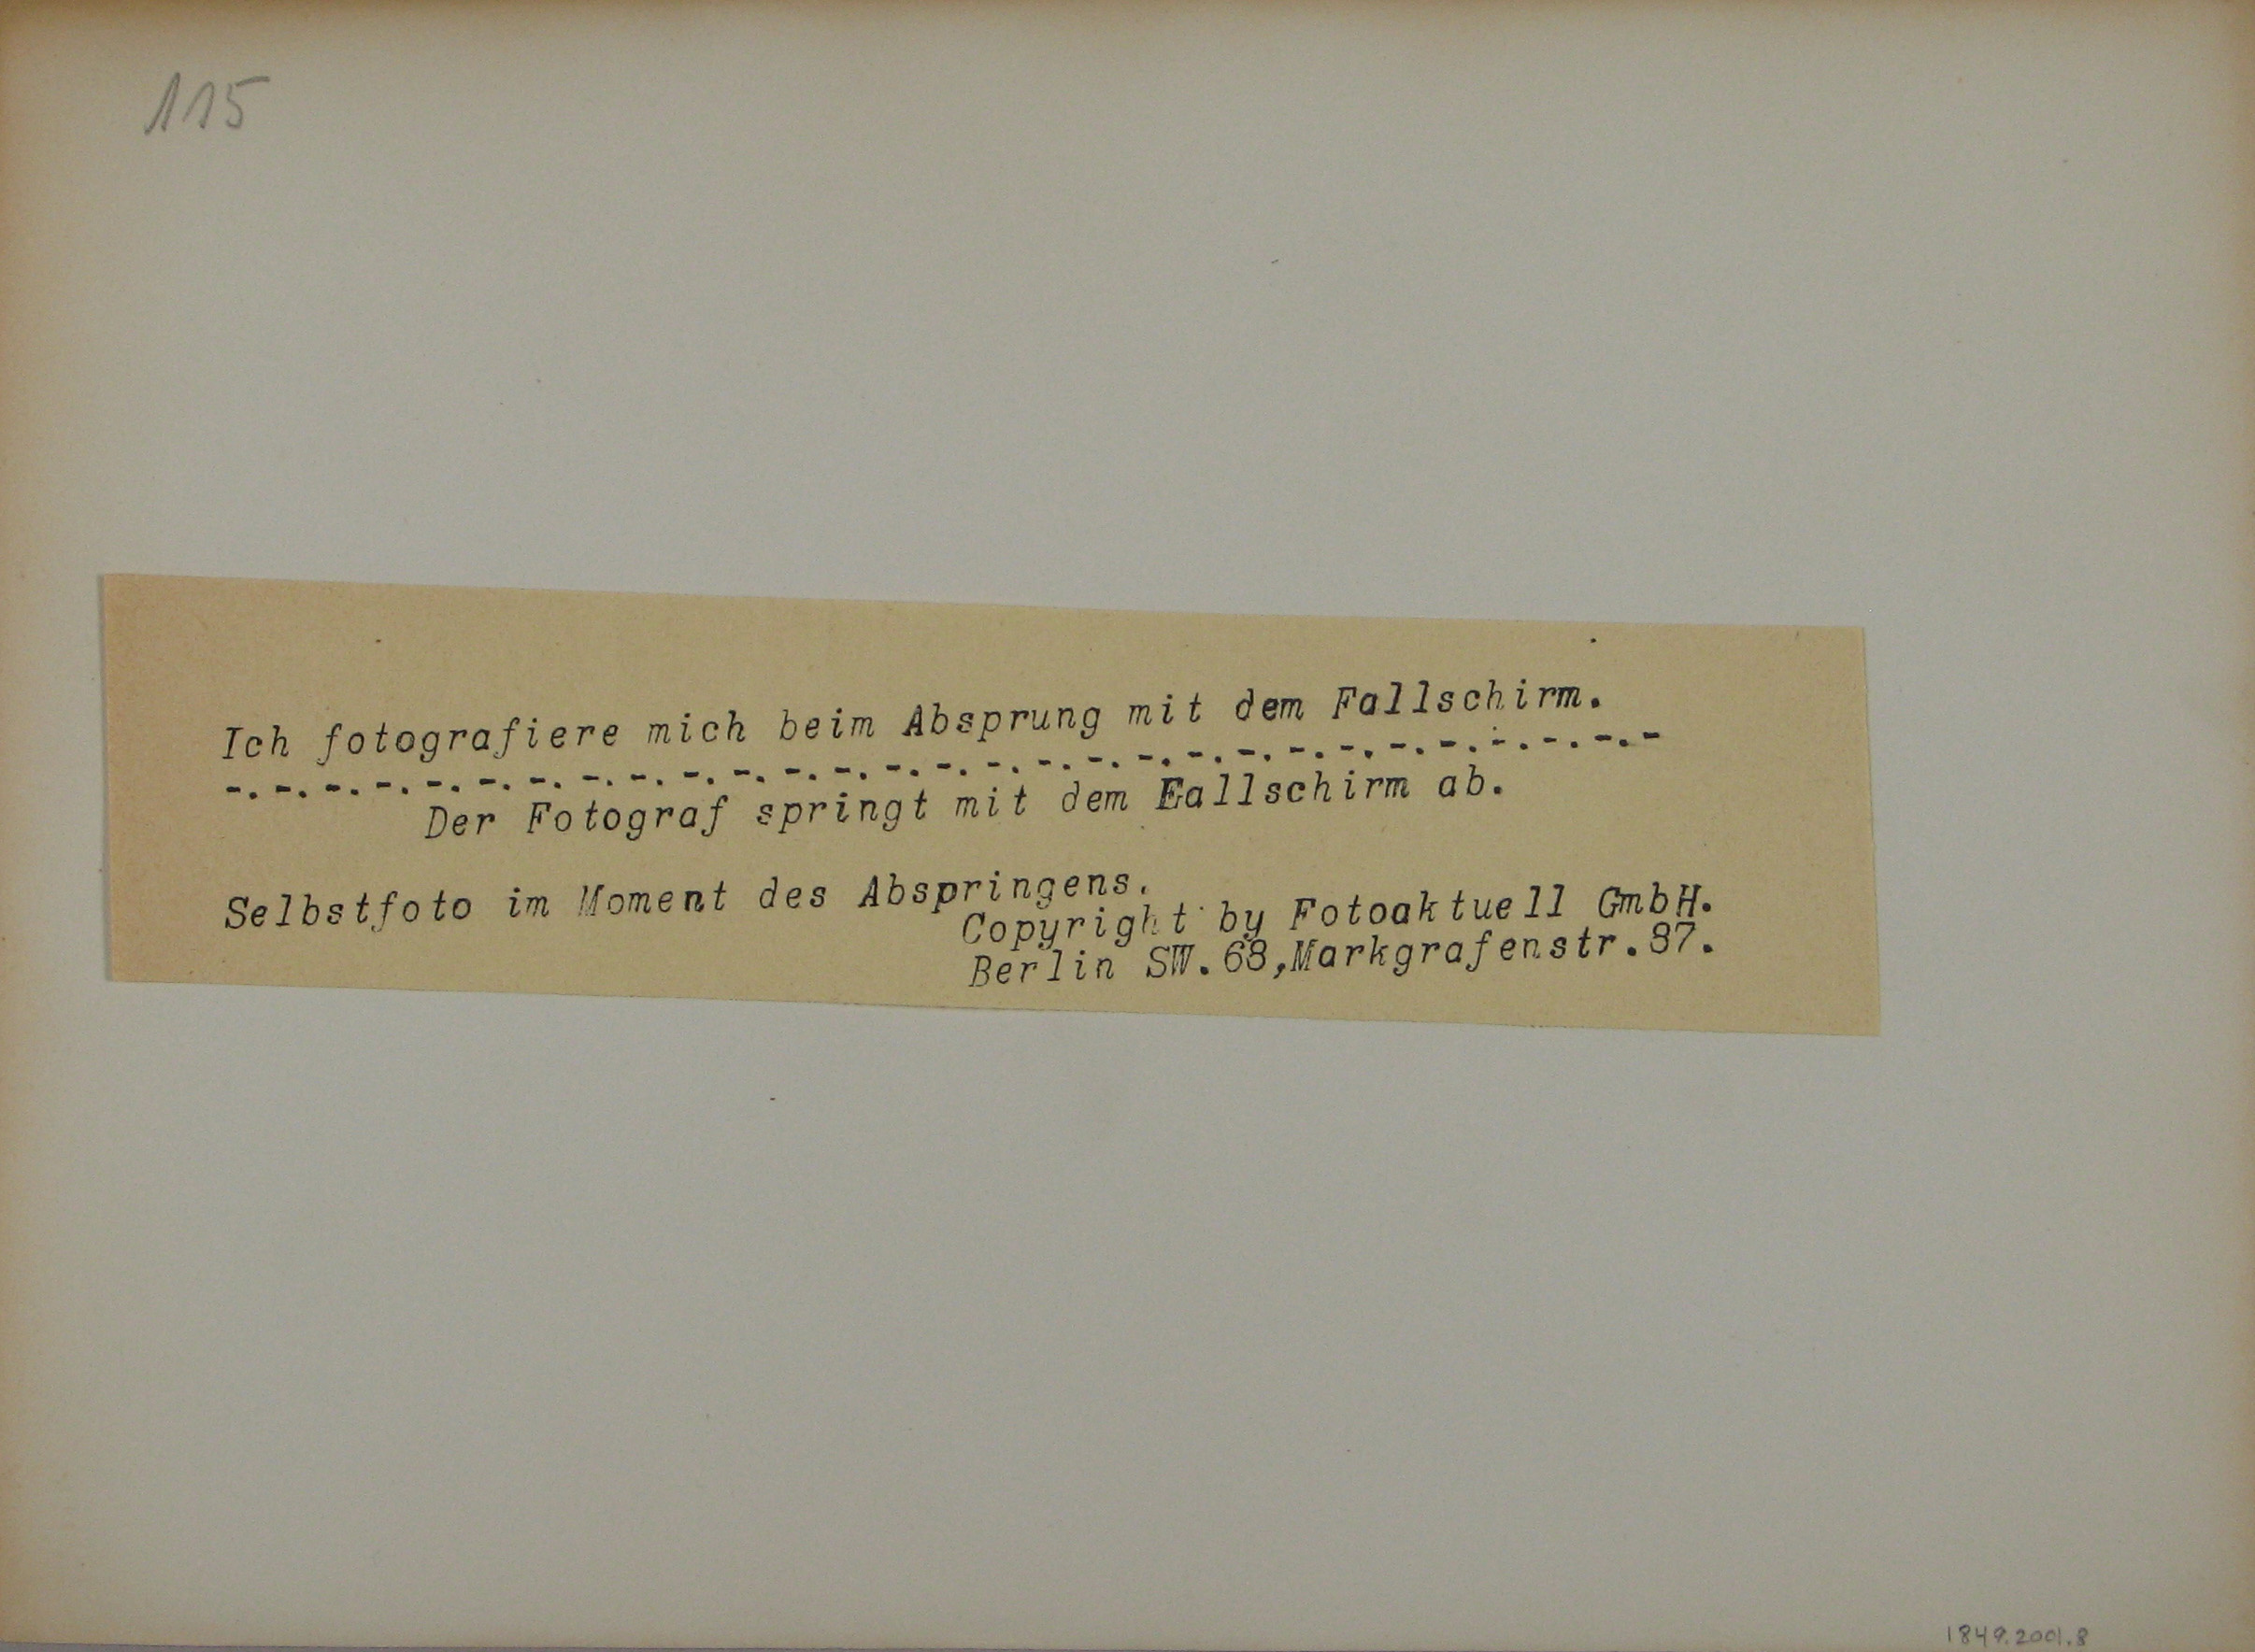 115
Ich fotografiere mich beim Absprung mit dem Fallschirm.
-.-.-.-.-.-.-.-.-.-.-.-.-.-.-.-.-.-.-.-.-.-.-.-.-.-.-.-.-
Der Fotograf springt mit dem Fallschirm ab.
Selbstfoto im Moment des Abspringens.
Copyright by Fotoaktuell GmbH.
Berlin SW.68,Markgrafenstr.87.
1849.2001.8